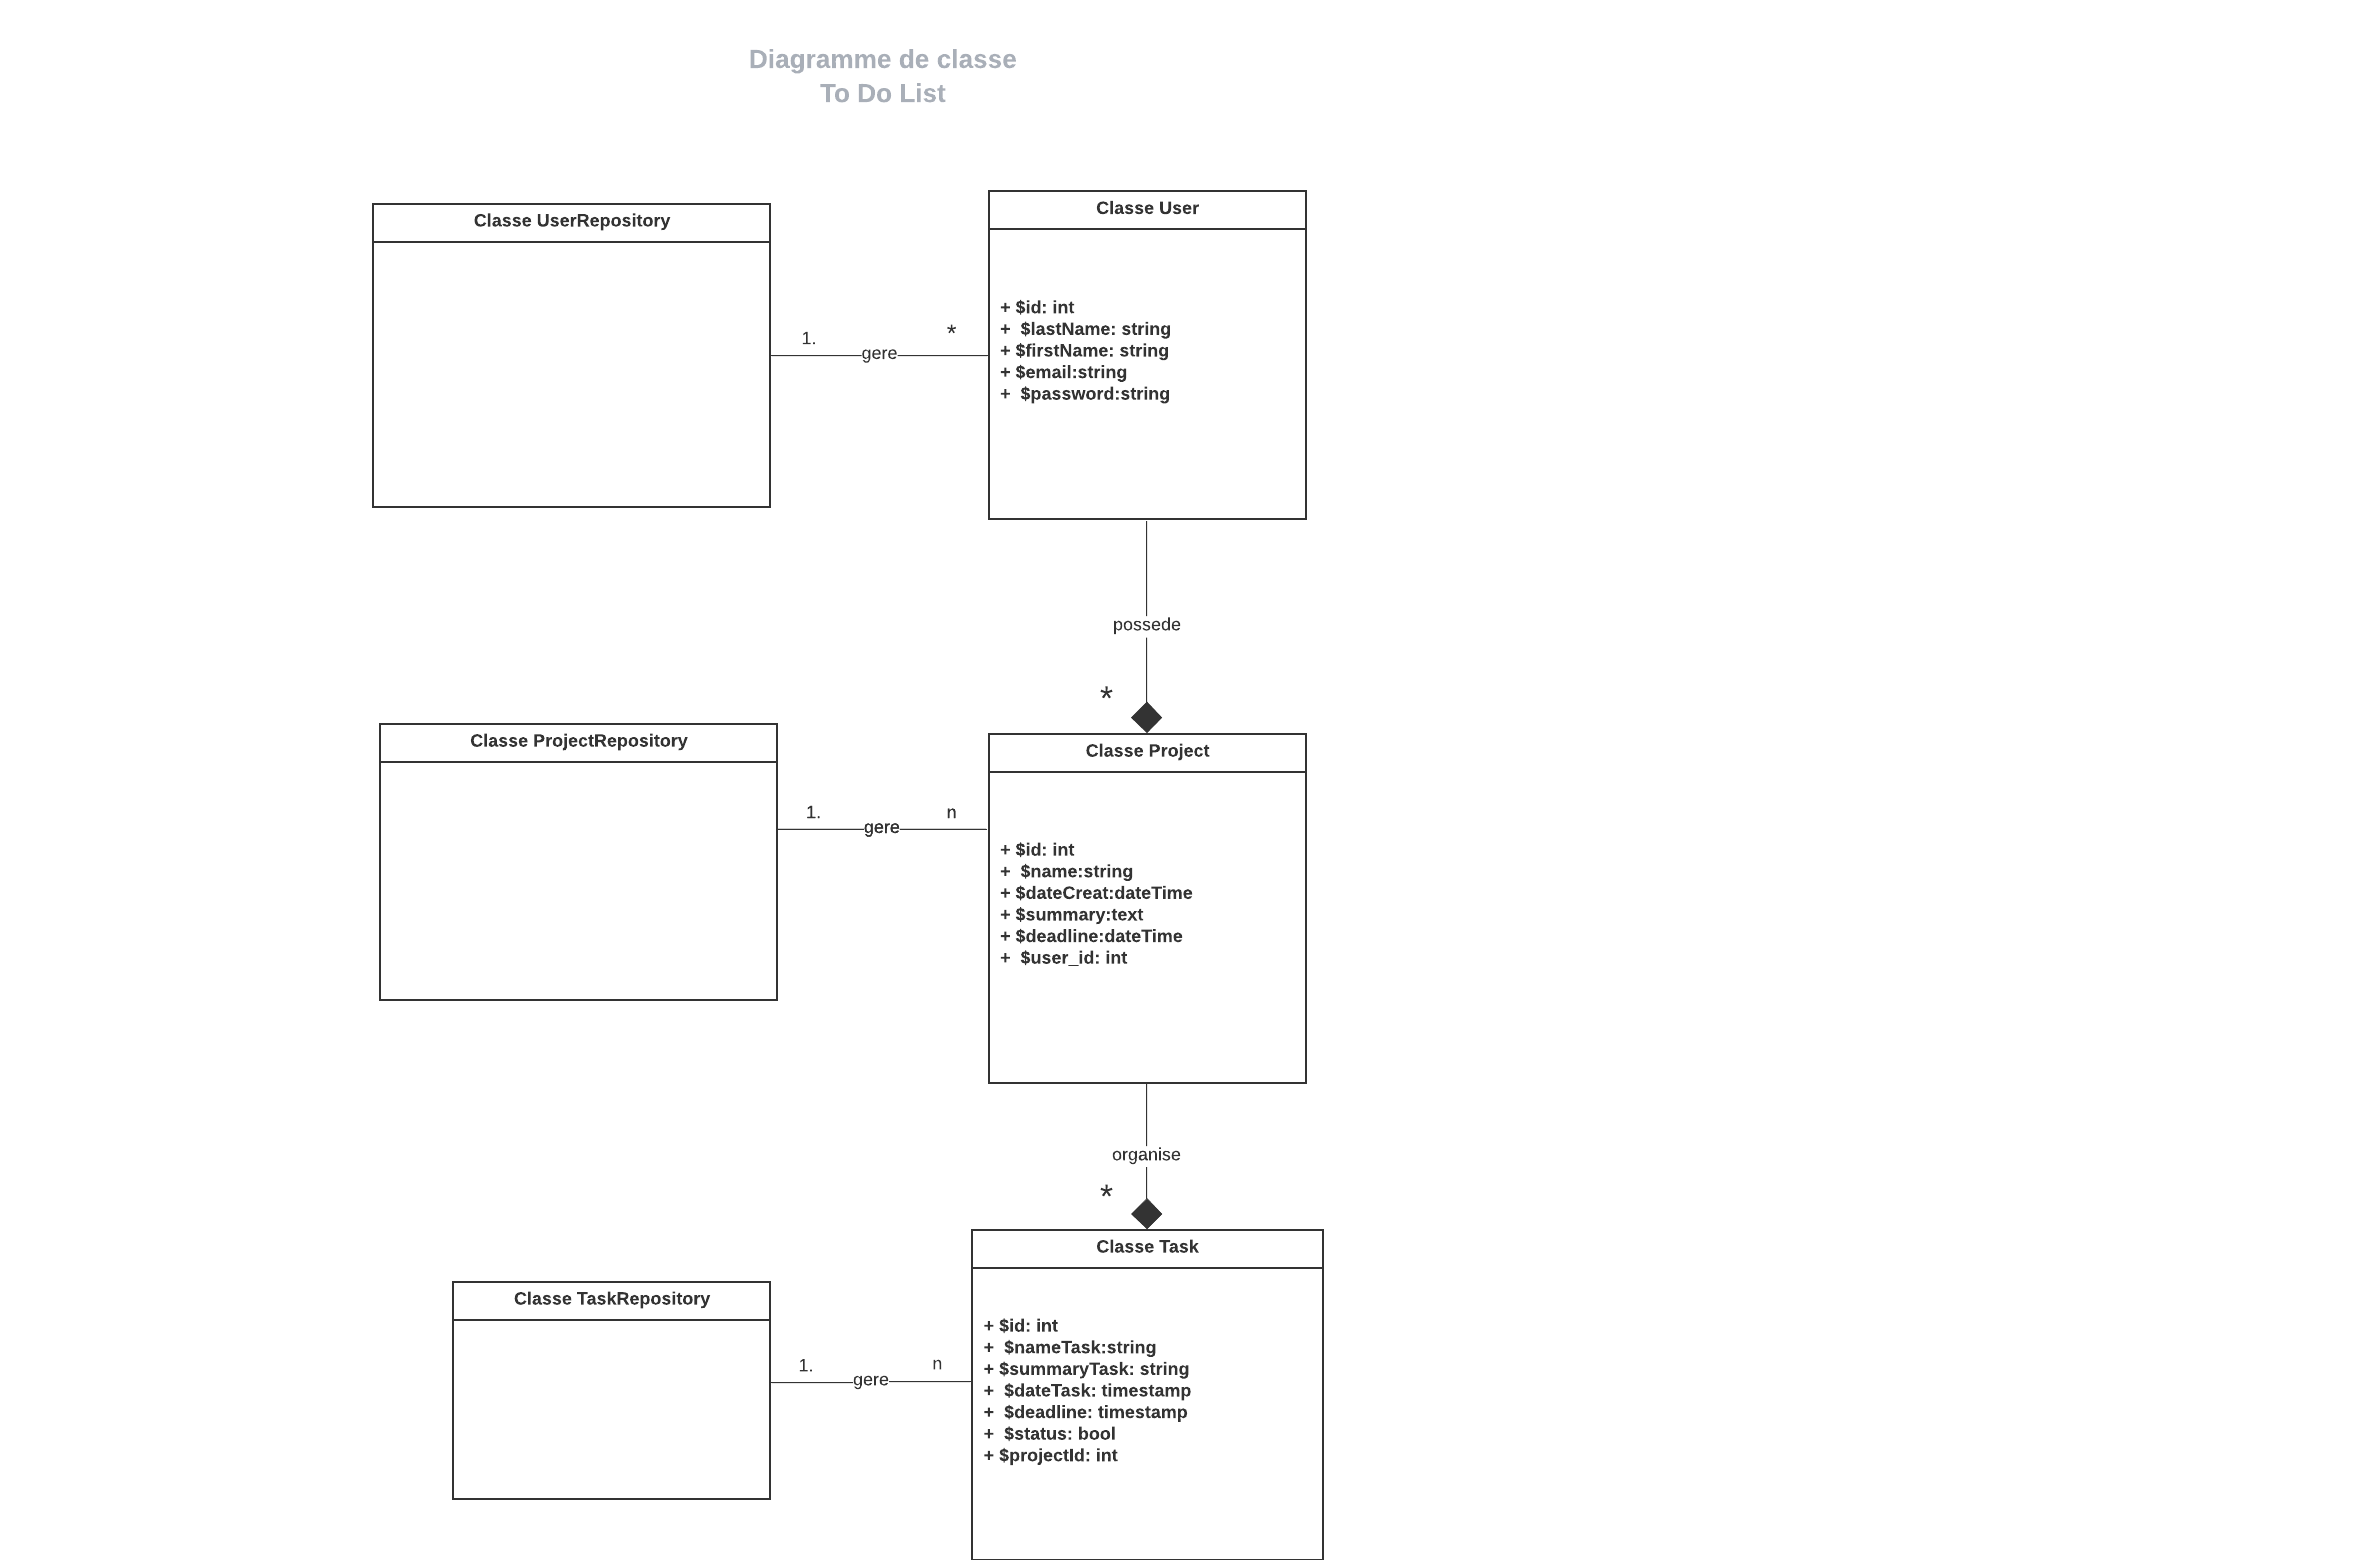 Diagramme de classe
To Do List
Classe UserRepository
Classe User
+ $id: int
+  $lastName: string
+ $firstName: string
+ $email:string
+  $password:string
1.
gere
*
possede
*
Classe ProjectRepository
Classe Project
1.
gere
n
+ $id: int
+  $name:string
+ $dateCreat:dateTime
+ $summary:text
+ $deadline:dateTime
+  $user_id: int
organise
*
Classe TaskRepository
Classe Task
1.
gere
n
+ $id: int
+  $nameTask:string
+ $summaryTask: string
+  $dateTask: timestamp
+  $deadline: timestamp
+  $status: bool
+ $projectId: int